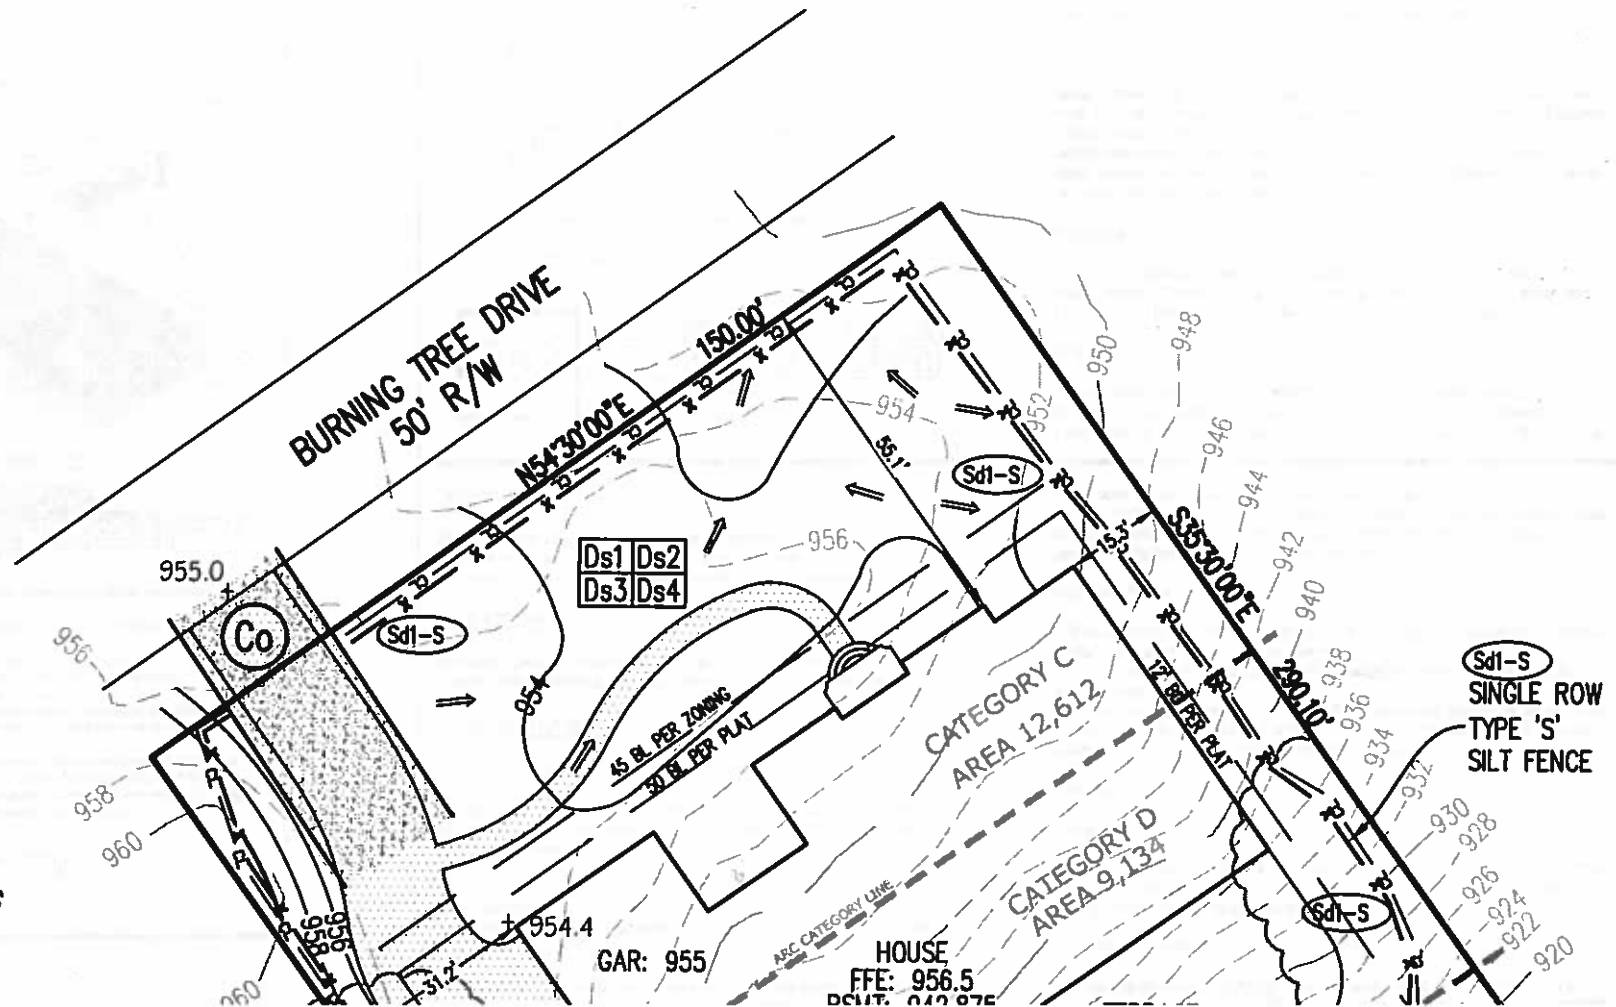 BURNING TREE DRIVE
50' R/W
150.00'
N54°30'00"E
948
950
952
954
946
944
942
940
938
936
934
932
930
928
926
924
922
920
55.1'
Sd1-S
15.3'
S35°30'00"E
290.10'
956
Ds1 Ds2
Ds3 Ds4
955.0
Co
Sd1-S
956
958
960
954
45 BL PER ZONING
50 BL PER PLAT
CATEGORY C
AREA 12,612
12' BL PER PLAT
Sd1-S
SINGLE ROW
TYPE 'S'
SILT FENCE
CATEGORY D
AREA 9,134
ARC CATEGORY LINE
Sd1-S
958
956
960
954.4
31.2'
GAR: 955
HOUSE
FFE: 956.5
BSMT: 942.875